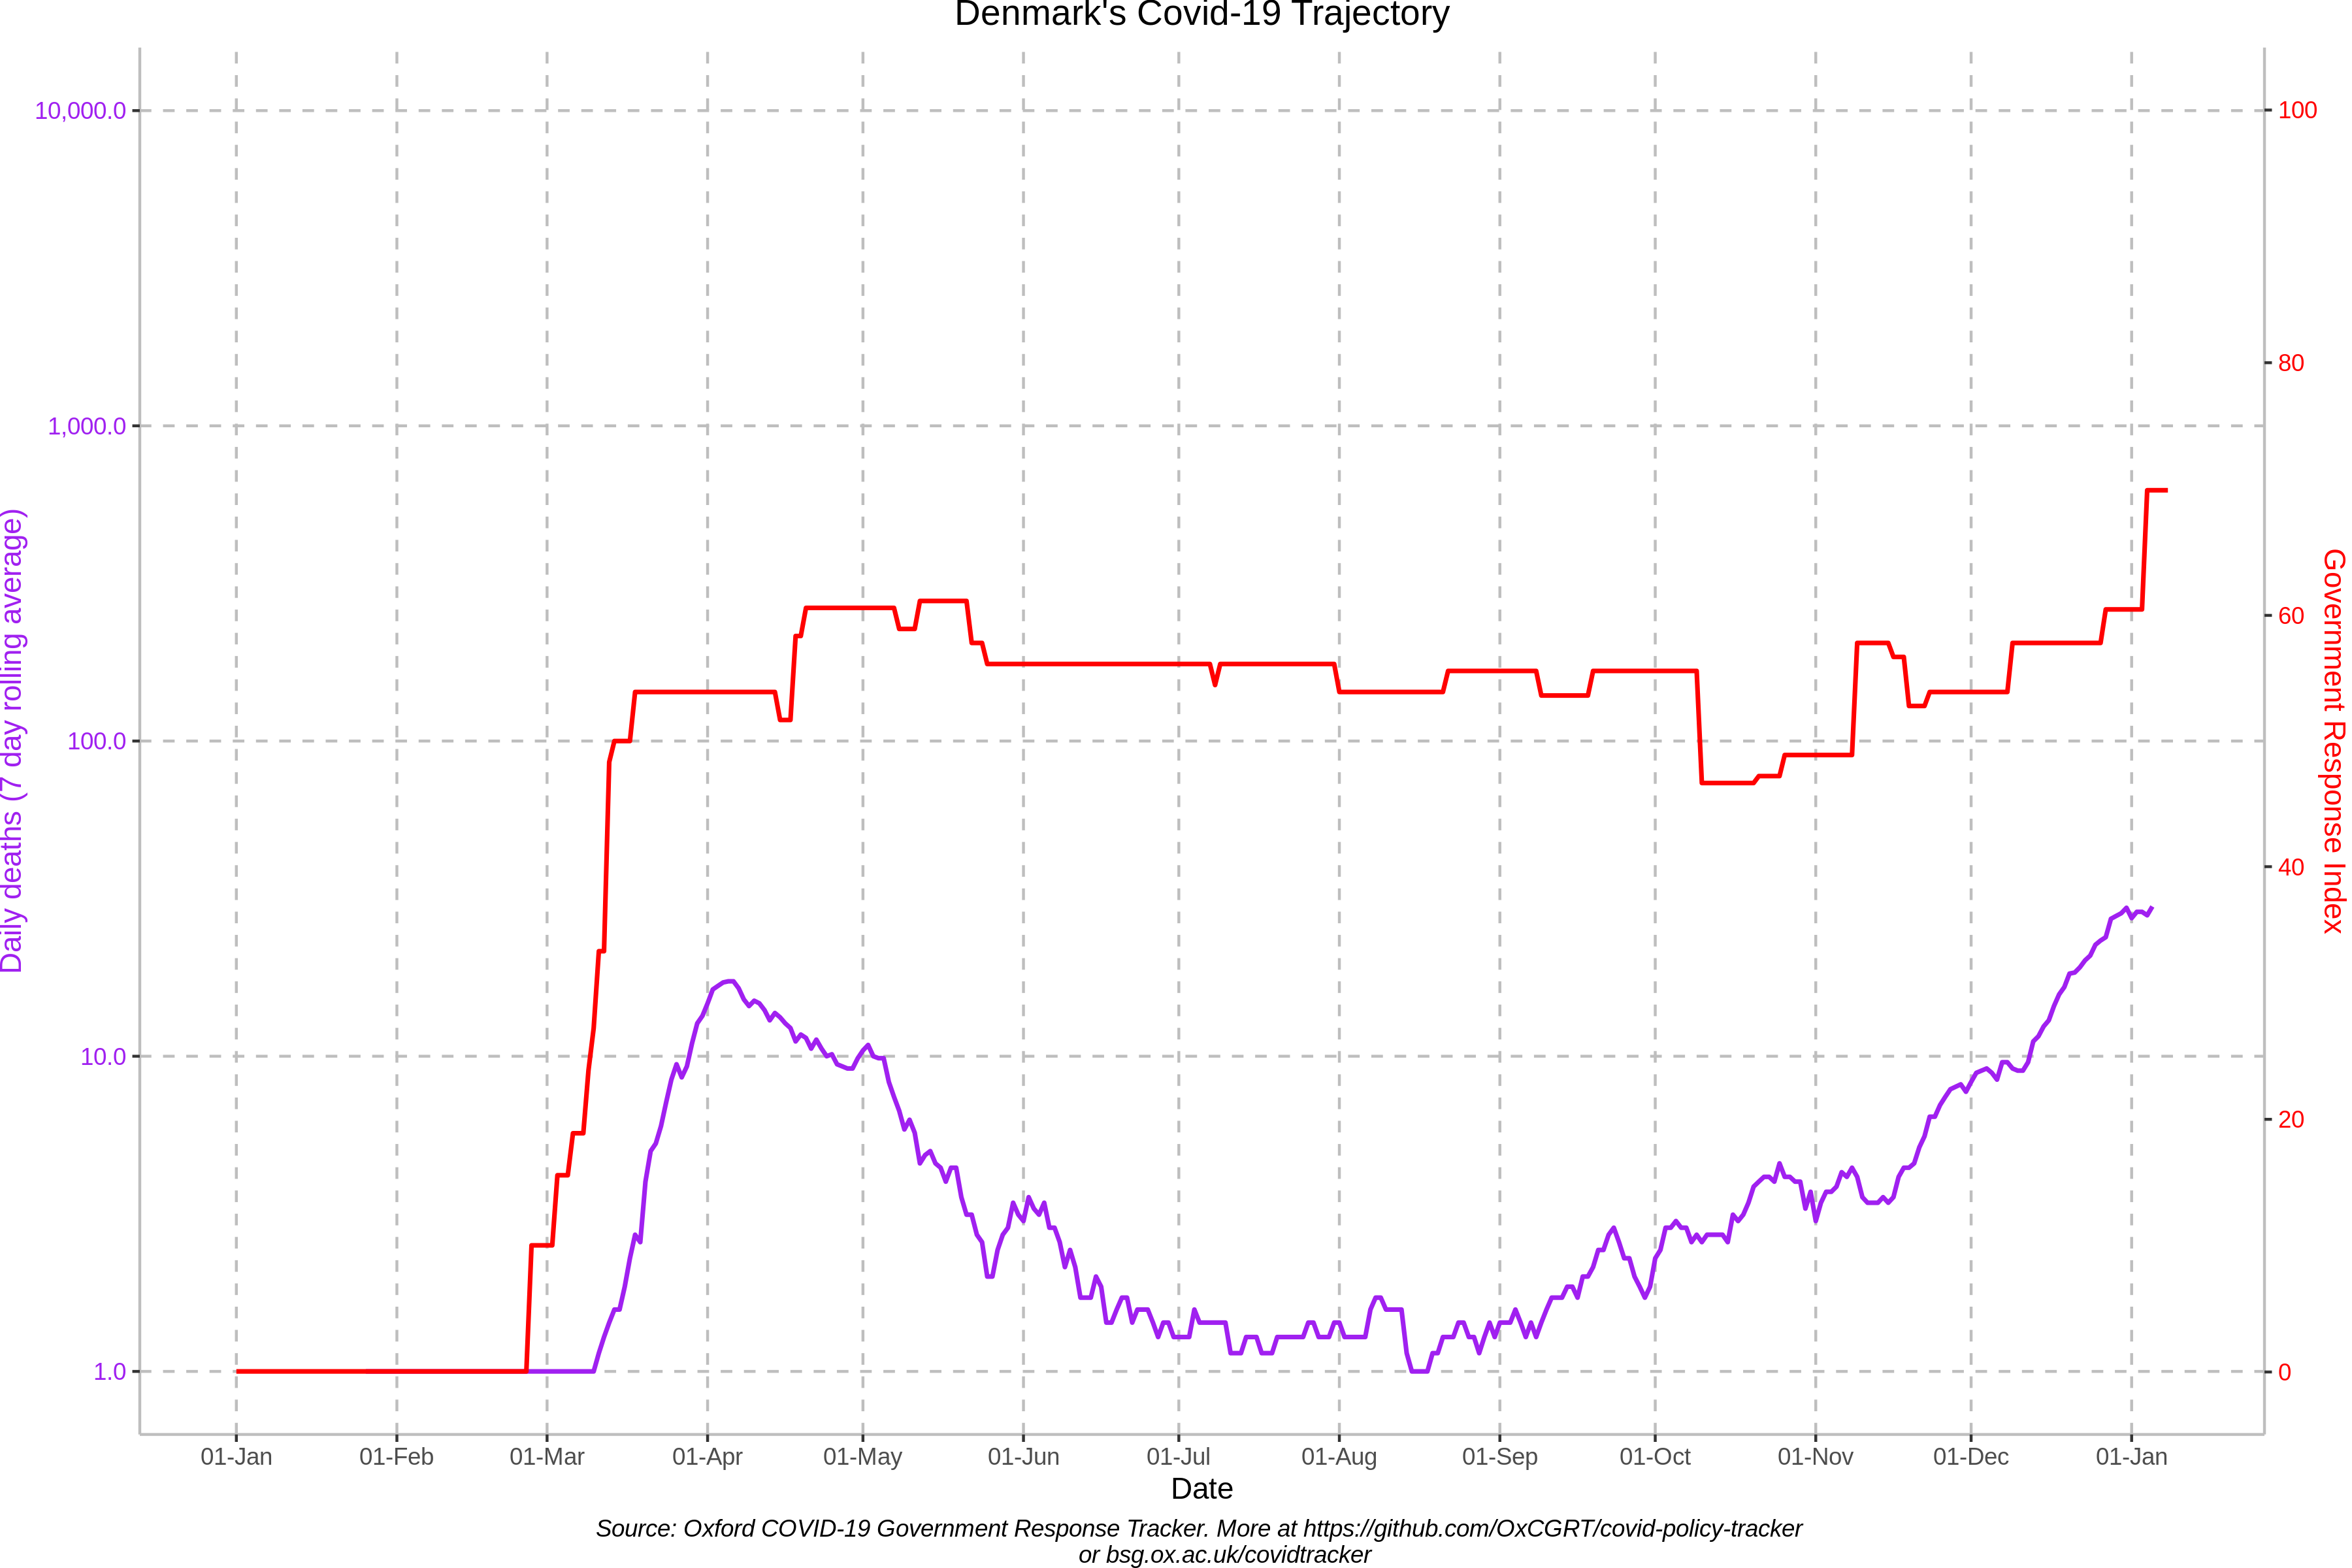 Denmark's Covid-19 Trajectory
10,000.0
1,000.0
100.0
10.0
1.0
Daily deaths (7 day rolling average)
100
80
60
40
20
0
Government Response Index
01-Jan 01-Feb 01-Mar 01-Apr 01-May 01-Jun 01-Jul 01-Aug 01-Sep 01-Oct 01-Nov 01-Dec 01-Jan
Date
Source: Oxford COVID-19 Government Response Tracker. More at https://github.com/OxCGRT/covid-policy-tracker
or bsg.ox.ac.uk/covidtracker